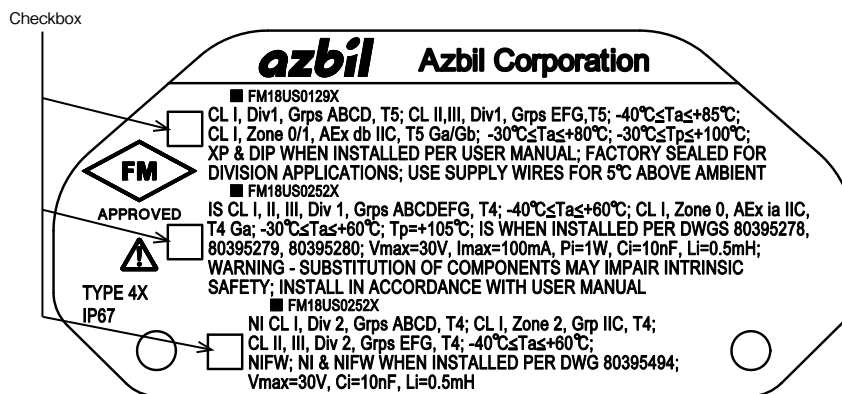 Checkbox
azbil Azbil Corporation
■ FM18US0129X
CL I, Div1, Grps ABCD, T5; CL II,III, Div1, Grps EFG,T5; -40℃≤Ta≤+85℃;
CL I, Zone 0/1, AEx db IIC, T5 Ga/Gb; -30℃≤Ta≤+80℃; -30℃≤Tp≤+100℃;
XP & DIP WHEN INSTALLED PER USER MANUAL; FACTORY SEALED FOR
DIVISION APPLICATIONS; USE SUPPLY WIRES FOR 5℃ ABOVE AMBIENT
FM
APPROVED
■ FM18US0252X
IS CL I, II, III, Div 1, Grps ABCDEFG, T4; -40℃≤Ta≤+60℃; CL I, Zone 0, AEx ia IIC,
T4 Ga; -30℃≤Ta≤+60℃; Tp=+105℃; IS WHEN INSTALLED PER DWGS 80395278,
80395279, 80395280; Vmax=30V, Imax=100mA, Pi=1W, Ci=10nF, Li=0.5mH;
WARNING - SUBSTITUTION OF COMPONENTS MAY IMPAIR INTRINSIC
SAFETY; INSTALL IN ACCORDANCE WITH USER MANUAL
TYPE 4X
IP67
■ FM18US0252X
NI CL I, Div 2, Grps ABCD, T4; CL I, Zone 2, Grp IIC, T4;
CL II, III, Div 2, Grps EFG, T4; -40℃≤Ta≤+60℃;
NIFW; NI & NIFW WHEN INSTALLED PER DWG 80395494;
Vmax=30V, Ci=10nF, Li=0.5mH